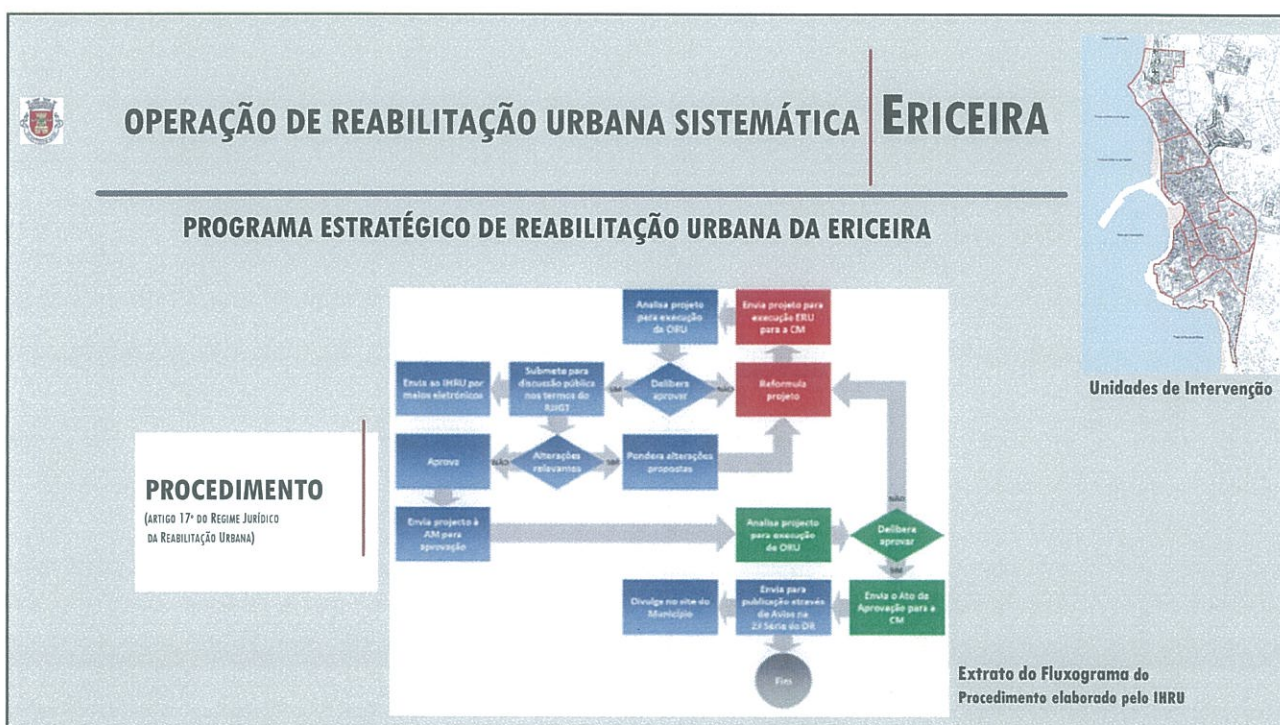 OPERAÇÃO DE REABILITAÇÃO URBANA SISTEMÁTICA
ERICEIRA
PROGRAMA ESTRATÉGICO DE REABILITAÇÃO URBANA DA ERICEIRA
Unidades de Intervenção
Analisa projeto
para execução
da ORU
Envia projeto para
execução ERU
para a CM
Envia ao IHRU por
meios eletrónicos
Submete para
discussão pública
nos termos do
RJIGT
SIM
Delibera
aprovar
NÃO
Reformula
projeto
Aprova
NÃO
Alterações
relevantes
SIM
Pondera alterações
propostas
PROCEDIMENTO
(ARTIGO 17º DO REGIME JURÍDICO
DA REABILITAÇÃO URBANA)
Envia projecto à
AM para
aprovação
Analisa projecto
para execução
de ORU
NÃO
Delibera
aprovar
SIM
Divulga no site do
Município
Envia para
publicação através
de Aviso na
2ª Série do DR
Envia o Ato da
Aprovação para a
CM
Fim
Extrato do Fluxograma do
Procedimento elaborado pelo IHRU